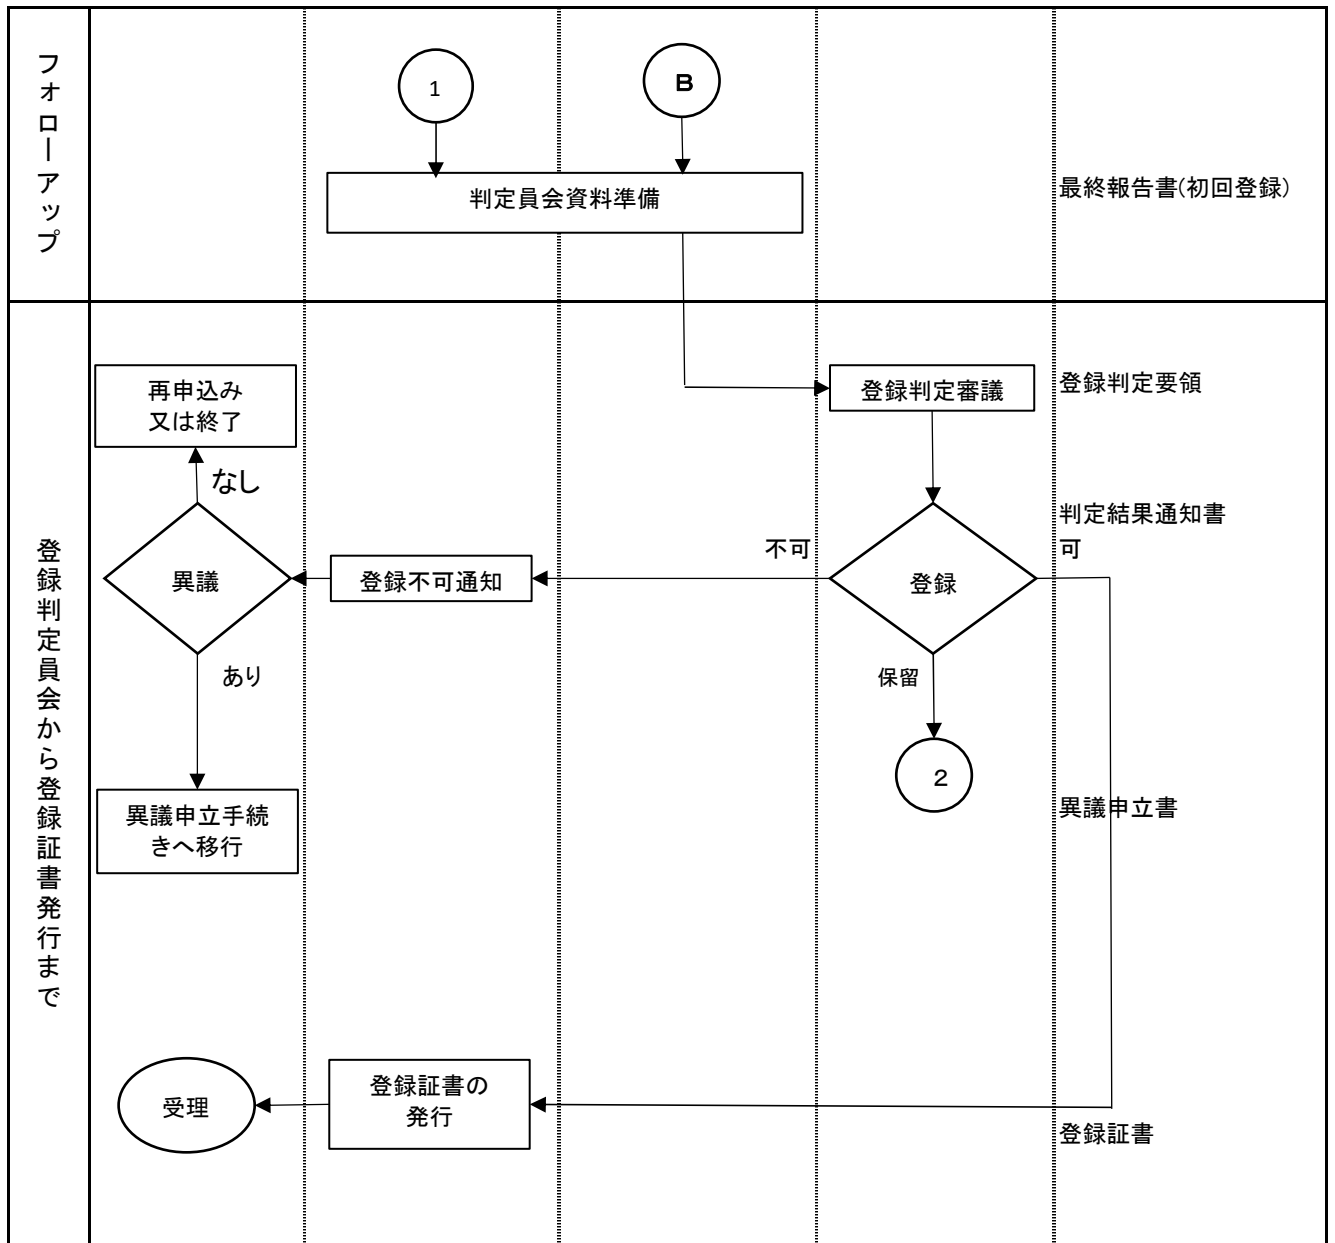 フォローアップ
1
B
判定員会資料準備
最終報告書(初回登録)
登録判定員会から登録証書発行まで
再申込み
又は終了
登録判定審議
登録判定要領
なし
判定結果通知書
不可
可
異議
登録不可通知
登録
あり
保留
2
異議申立手続
きへ移行
異議申立書
受理
登録証書の
発行
登録証書